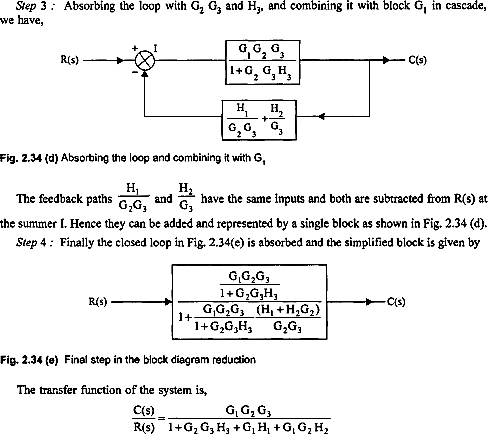 Step 3 : Absorbing the loop with G₂ G₃ and H₃, and combining it with block G₁ in cascade,
we have,
R(s)
+
I
−
G₁G₂ G₃
1+G₂ G₃H₃
C(s)
H₁/G₂G₃ + H₂/G₃
Fig. 2.34 (d) Absorbing the loop and combining it with G₁
The feedback paths H₁/G₂G₃ and H₂/G₃ have the same inputs and both are subtracted from R(s) at
the summer I. Hence they can be added and represented by a single block as shown in Fig. 2.34 (d).
Step 4 : Finally the closed loop in Fig. 2.34(e) is absorbed and the simplified block is given by
R(s)
G₁G₂G₃
1+G₂G₃H₃
1+ G₁G₂G₃/1+G₂G₃H₃ (H₁+H₂G₂)/G₂G₃
C(s)
Fig. 2.34 (e) Final step in the block diagram reduction
The transfer function of the system is,
C(s)/R(s) = G₁ G₂ G₃/1+G₂ G₃ H₃ +G₁ H₁ +G₁ G₂ H₂